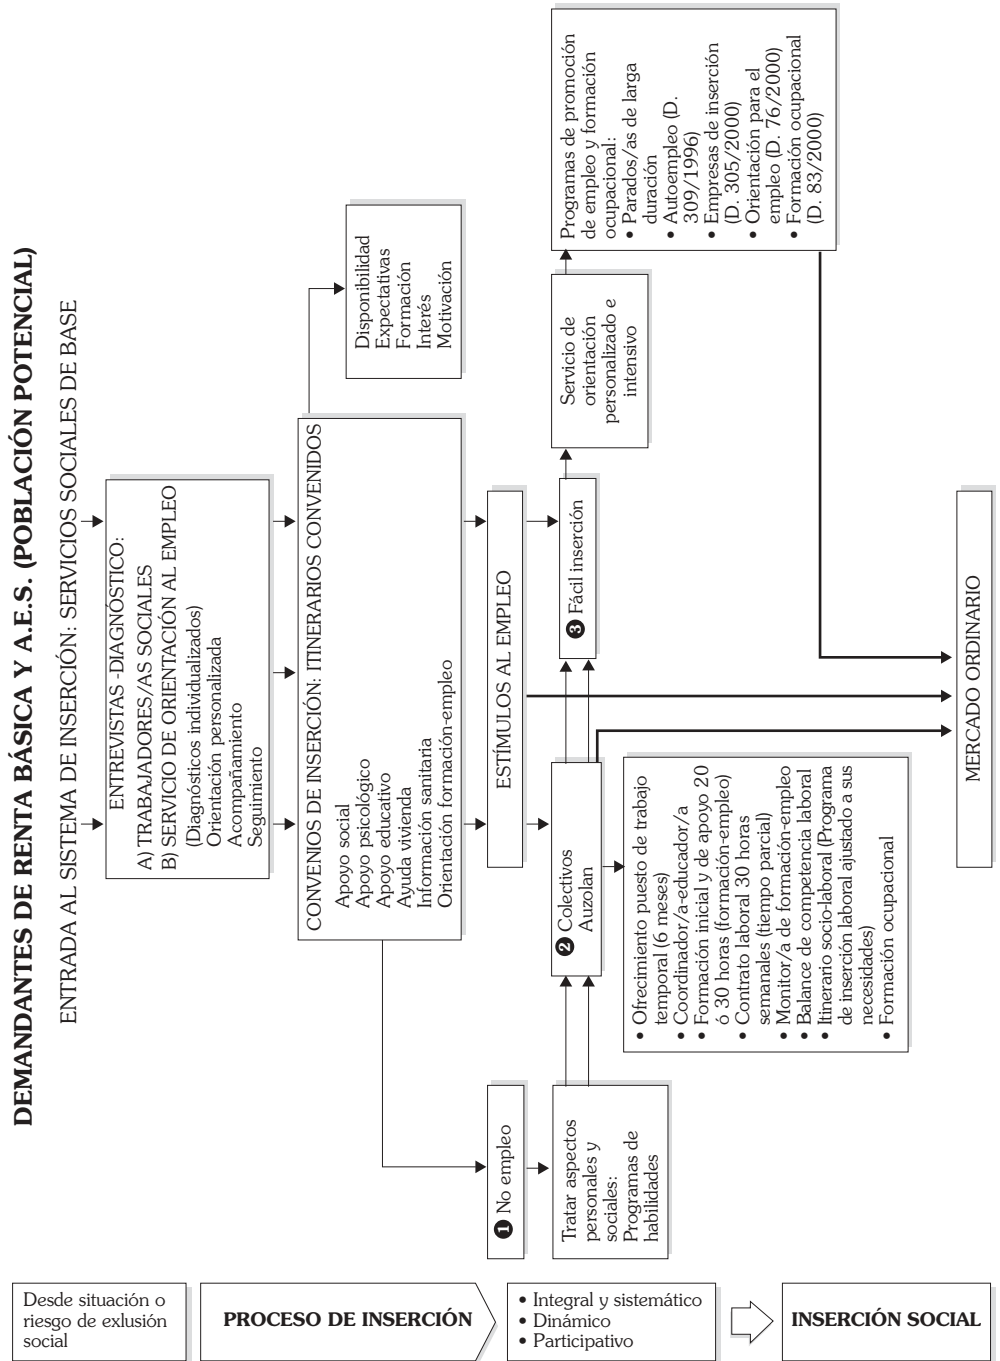 DEMANDANTES DE RENTA BÁSICA Y A.E.S. (POBLACIÓN POTENCIAL)
ENTRADA AL SISTEMA DE INSERCIÓN: SERVICIOS SOCIALES DE BASE
ENTREVISTAS -DIAGNÓSTICO:
A) TRABAJADORES/AS SOCIALES
B) SERVICIO DE ORIENTACIÓN AL EMPLEO
(Diagnósticos individualizados)
Orientación personalizada
Acompañamiento
Seguimiento
CONVENIOS DE INSERCIÓN: ITINERARIOS CONVENIDOS
Apoyo social
Apoyo psicológico
Apoyo educativo
Ayuda vivienda
Información sanitaria
Orientación formación-empleo
Disponibilidad
Expectativas
Formación
Interés
Motivación
ESTÍMULOS AL EMPLEO
❶ No empleo
Tratar aspectos
personales y
sociales:
Programas de
habilidades
❷ Colectivos
Auzolan
• Ofrecimiento puesto de trabajo
temporal (6 meses)
• Coordinador/a-educador/a
• Formación inicial y de apoyo 20
ó 30 horas (formación-empleo)
• Contrato laboral 30 horas
semanales (tiempo parcial)
• Monitor/a de formación-empleo
• Balance de competencia laboral
• Itinerario socio-laboral (Programa
de inserción laboral ajustado a sus
necesidades)
• Formación ocupacional
❸ Fácil inserción
Servicio de
orientación
personalizado e
intensivo
Programas de promoción
de empleo y formación
ocupacional:
• Parados/as de larga
duración
• Autoempleo (D.
309/1996)
• Empresas de inserción
(D. 305/2000)
• Orientación para el
empleo (D. 76/2000)
• Formación ocupacional
(D. 83/2000)
MERCADO ORDINARIO
Desde situación o
riesgo de exlusión
social
PROCESO DE INSERCIÓN
• Integral y sistemático
• Dinámico
• Participativo
INSERCIÓN SOCIAL